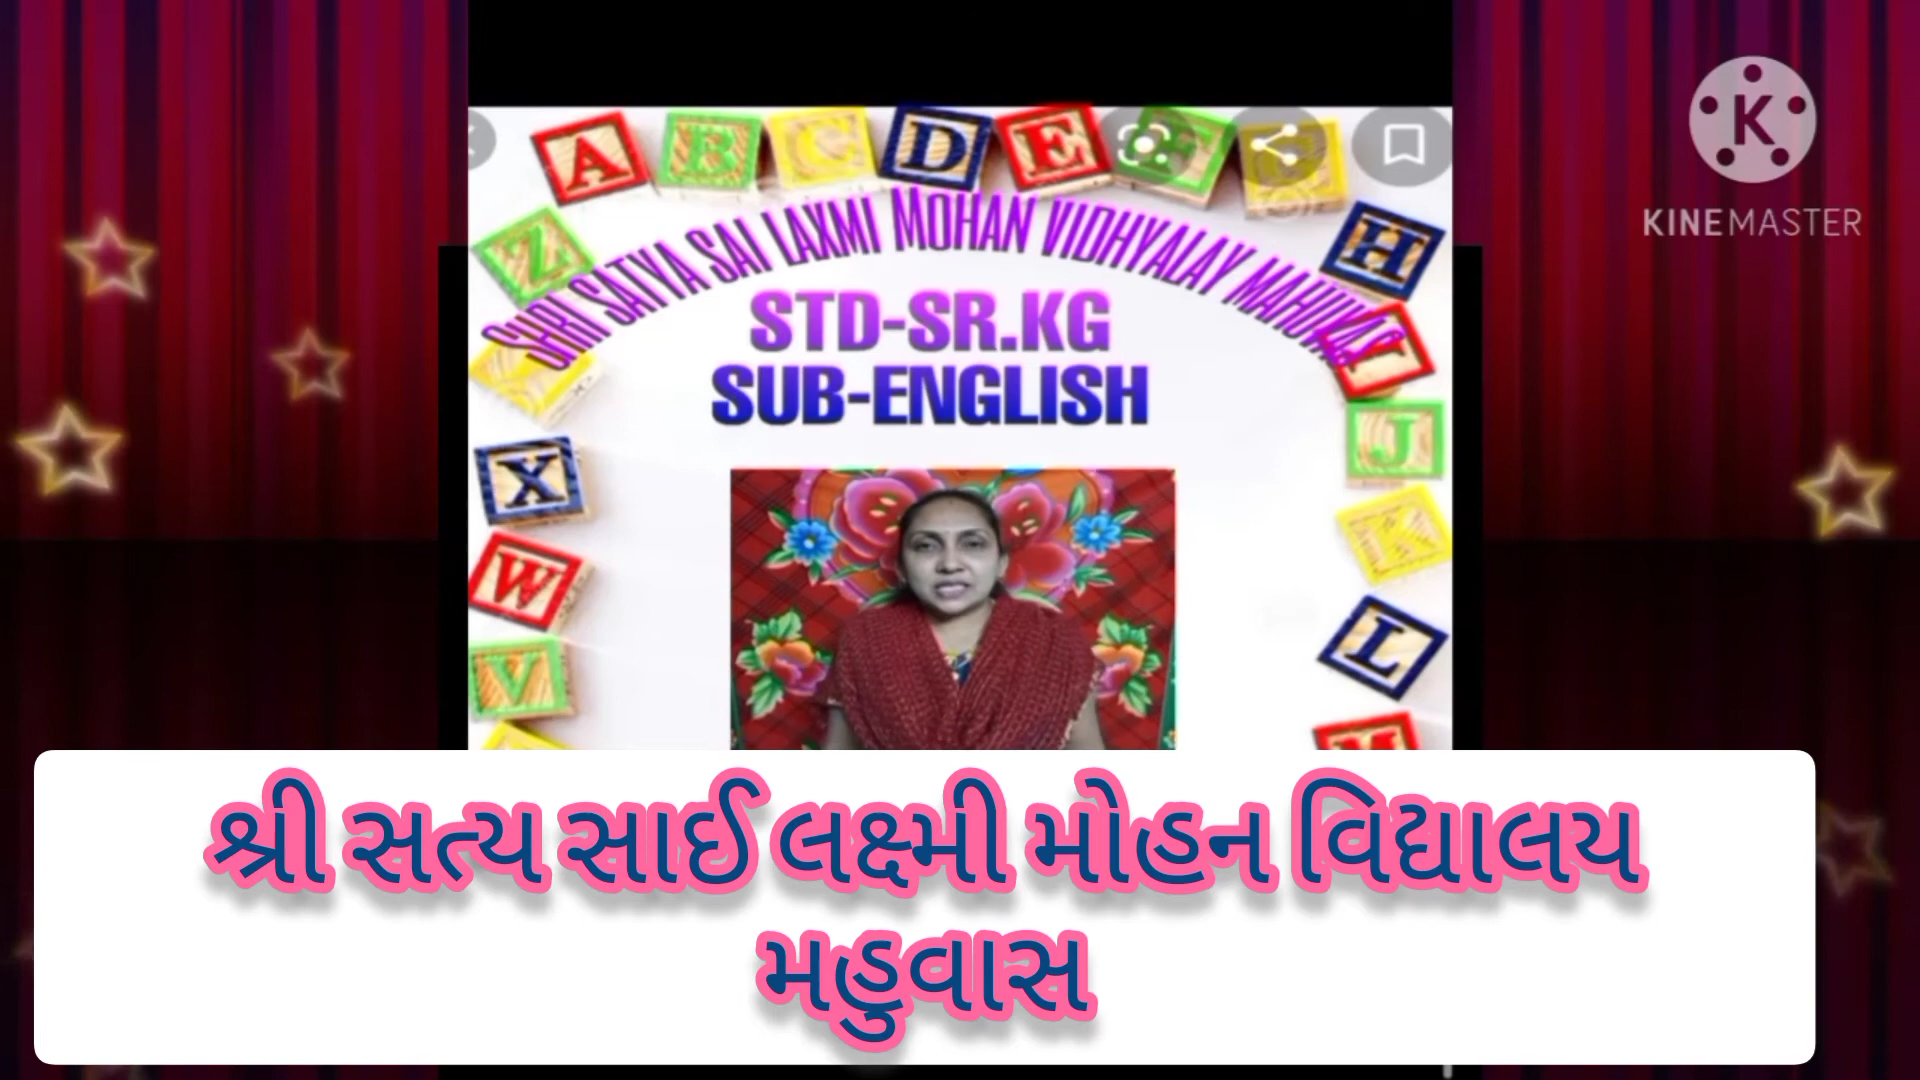 A B C D E F G
KINEMASTER
SHRI SATYA SAI LAXMI MOHAN VIDHYALAY MAHUVAS
Z H
STD-SR.KG
I
SUB-ENGLISH
J
X K
W L
V M
શ્રી સત્ય સાઈ લક્ષ્મી મોહન વિદ્યાલય
મહુવાસ